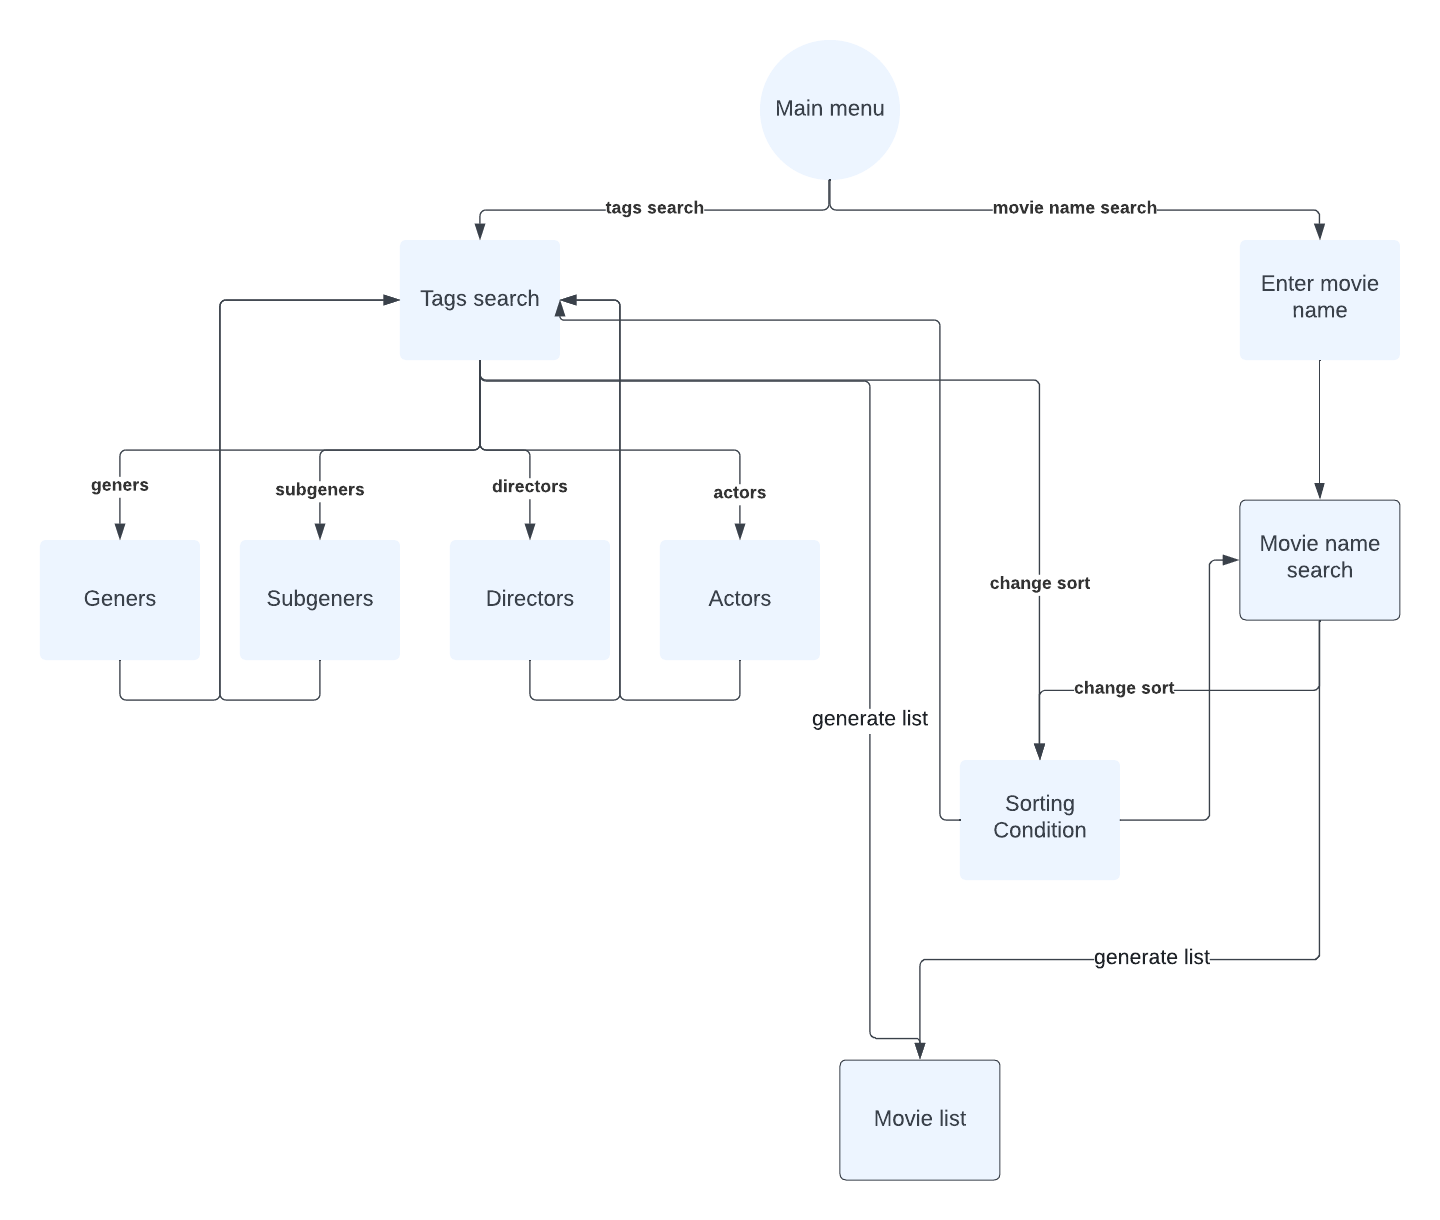 Main menu
tags search
movie name search
Tags search
Enter movie
name
geners
subgeners
directors
actors
Movie name
search
Geners
Subgeners
Directors
Actors
change sort
change sort
generate list
Sorting
Condition
generate list
Movie list